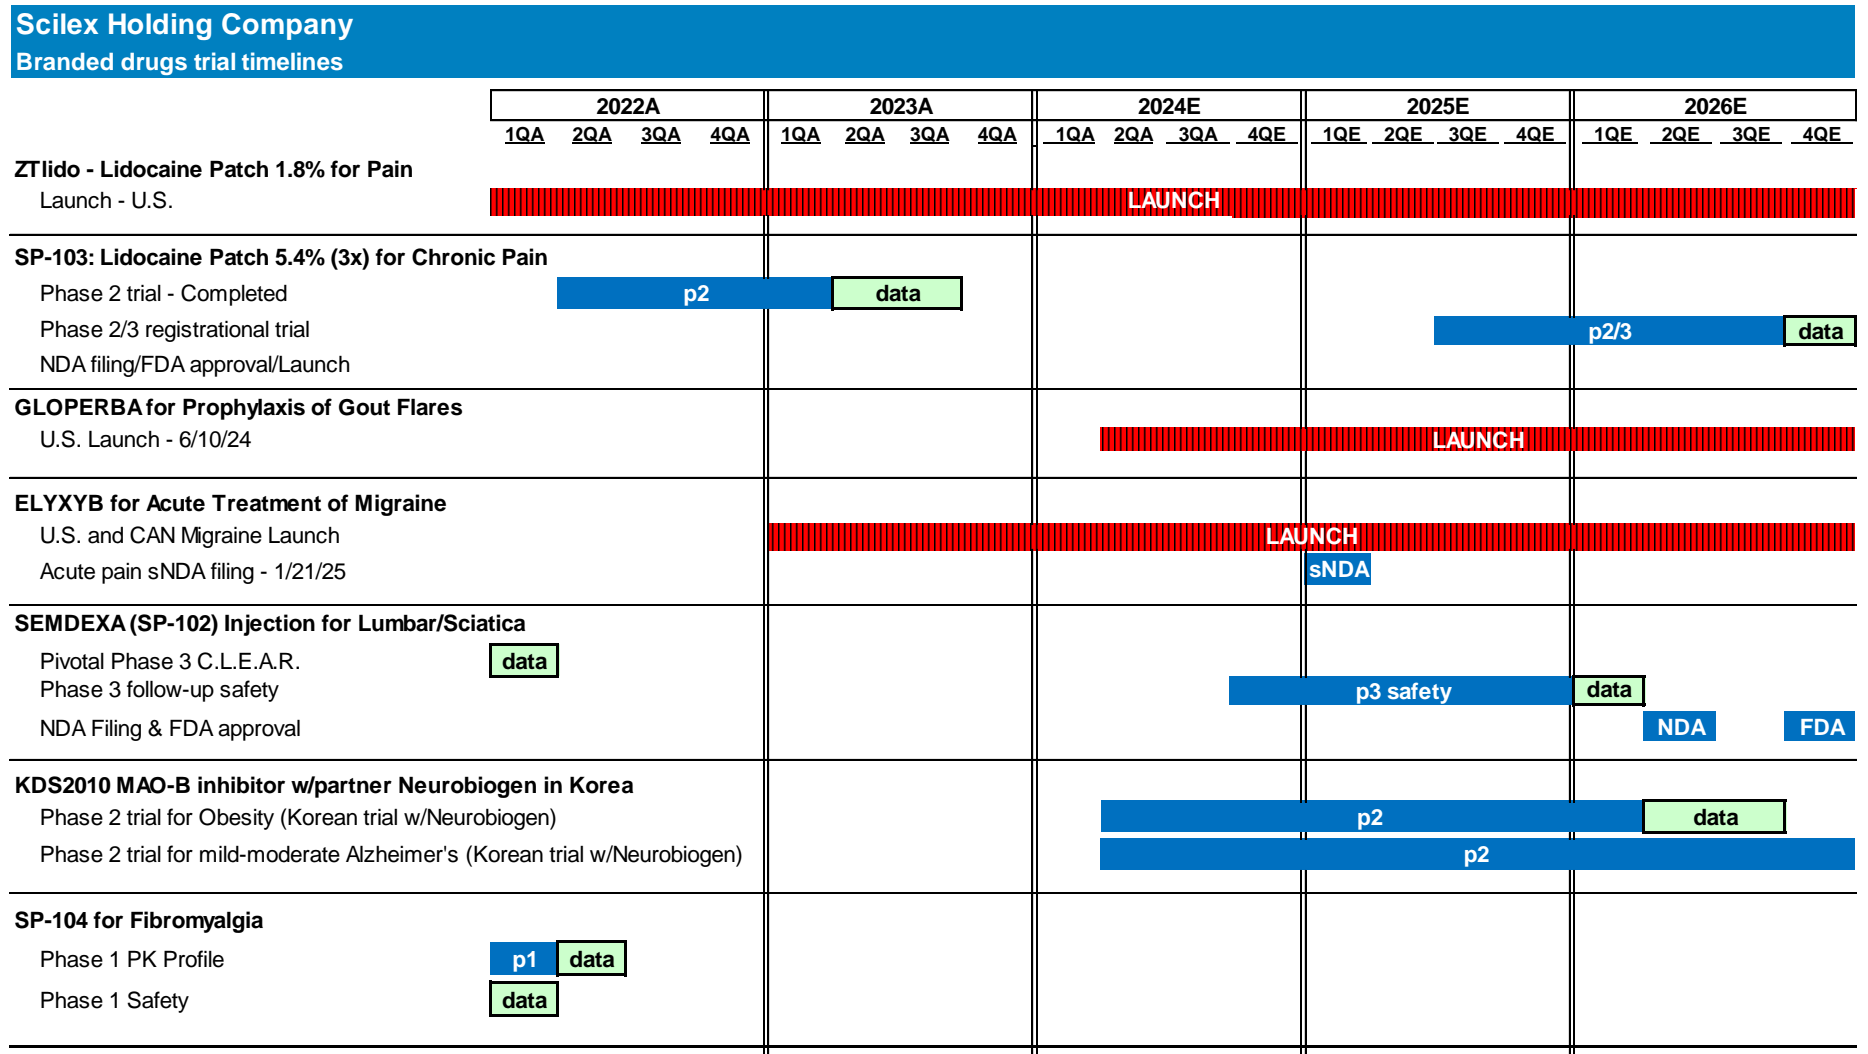 Scilex Holding Company
Branded drugs trial timelines
2022A 2023A 2024E 2025E 2026E
1QA 2QA 3QA 4QA 1QA 2QA 3QA 4QA 1QA 2QA 3QA 4QE 1QE 2QE 3QE 4QE 1QE 2QE 3QE 4QE
ZTlido - Lidocaine Patch 1.8% for Pain
Launch - U.S. LAUNCH
SP-103: Lidocaine Patch 5.4% (3x) for Chronic Pain
Phase 2 trial - Completed p2 data
Phase 2/3 registrational trial p2/3 data
NDA filing/FDA approval/Launch
GLOPERBA for Prophylaxis of Gout Flares
U.S. Launch - 6/10/24 LAUNCH
ELYXYB for Acute Treatment of Migraine
U.S. and CAN Migraine Launch LAUNCH
Acute pain sNDA filing - 1/21/25 sNDA
SEMDEXA (SP-102) Injection for Lumbar/Sciatica
Pivotal Phase 3 C.L.E.A.R. data
Phase 3 follow-up safety p3 safety data
NDA Filing & FDA approval NDA FDA
KDS2010 MAO-B inhibitor w/partner Neurobiogen in Korea
Phase 2 trial for Obesity (Korean trial w/Neurobiogen) p2 data
Phase 2 trial for mild-moderate Alzheimer's (Korean trial w/Neurobiogen) p2
SP-104 for Fibromyalgia
Phase 1 PK Profile p1 data
Phase 1 Safety data